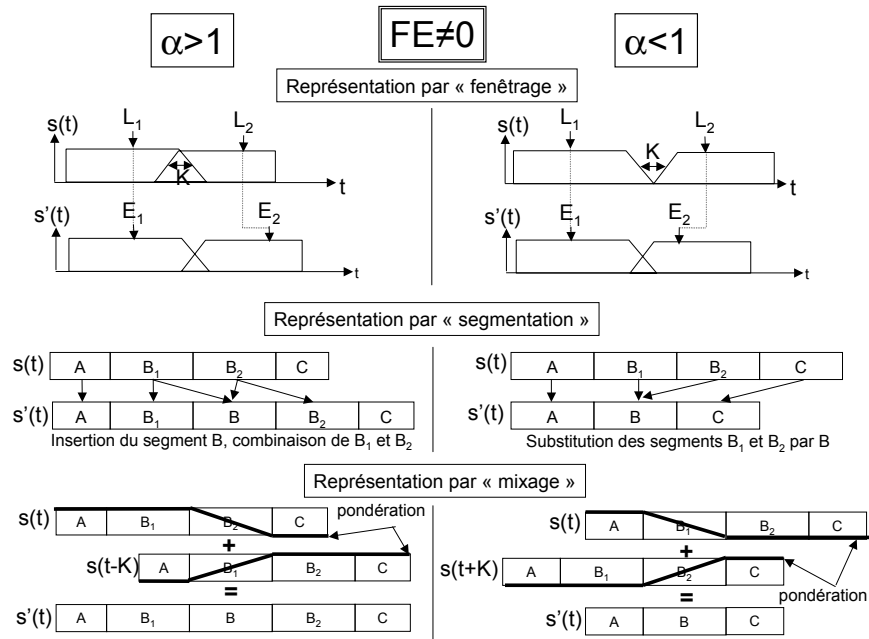 α>1
FE≠0
α<1
Représentation par « fenêtrage »
s(t) L₁ L₂ K t
s'(t) E₁ E₂ t
s(t) L₁ L₂ K t
s'(t) E₁ E₂ t
Représentation par « segmentation »
s(t) A B₁ B₂ C
s'(t) A B₁ B B₂ C
Insertion du segment B, combinaison de B₁ et B₂
s(t) A B₁ B₂ C
s'(t) A B C
Substitution des segments B₁ et B₂ par B
Représentation par « mixage »
pondération
s(t) A B₁ B₂ C
+
s(t-K) A B₁ B₂ C
=
s'(t) A B₁ B B₂ C
s(t) A B₁ B₂ C
+
s(t+K) A B₁ B₂ C
pondération
=
s'(t) A B C